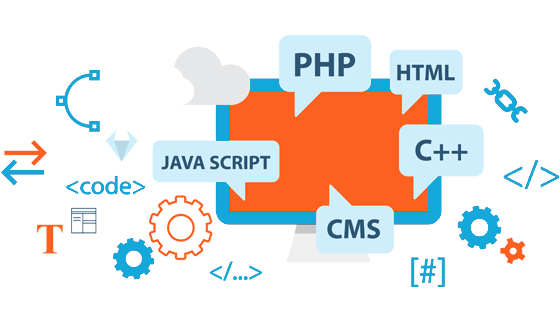 PHP
HTML
C++
JAVA SCRIPT
</>
<code>
T
CMS
</...>
[#]